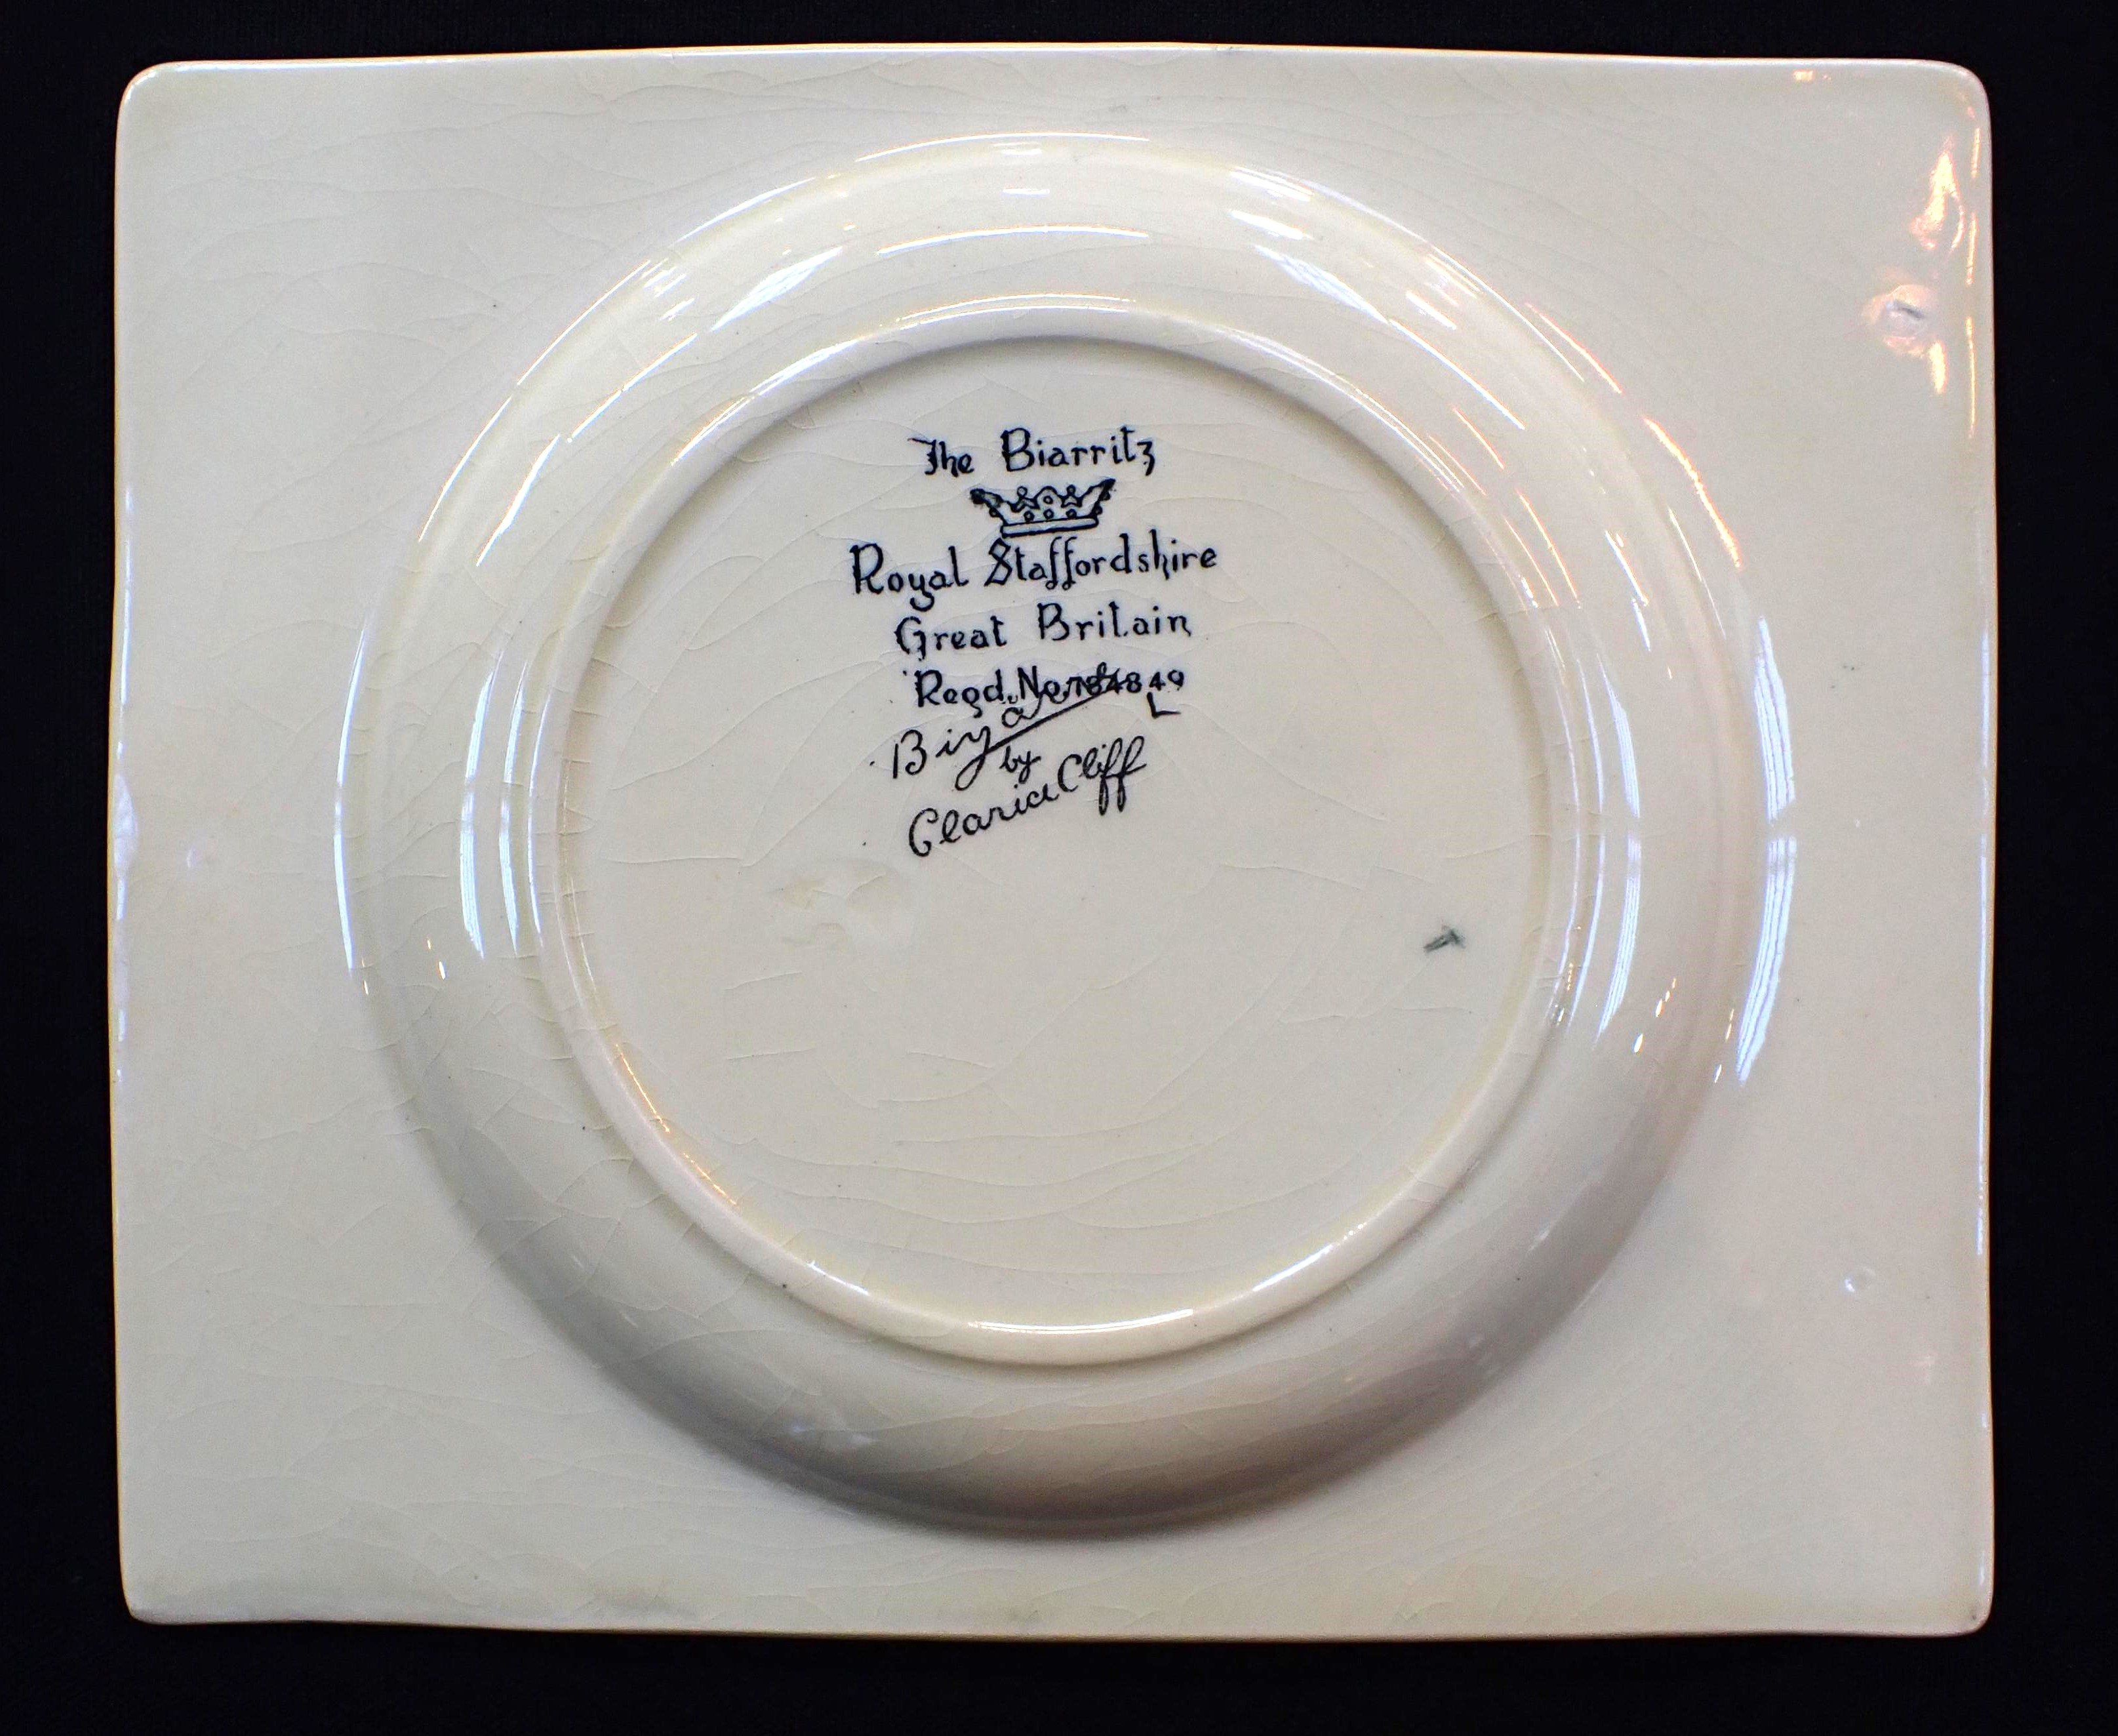 The Biarritz
Royal Staffordshire
Great Britain
Regd. No. 784849
L
Bizarre
by
Clarice Cliff